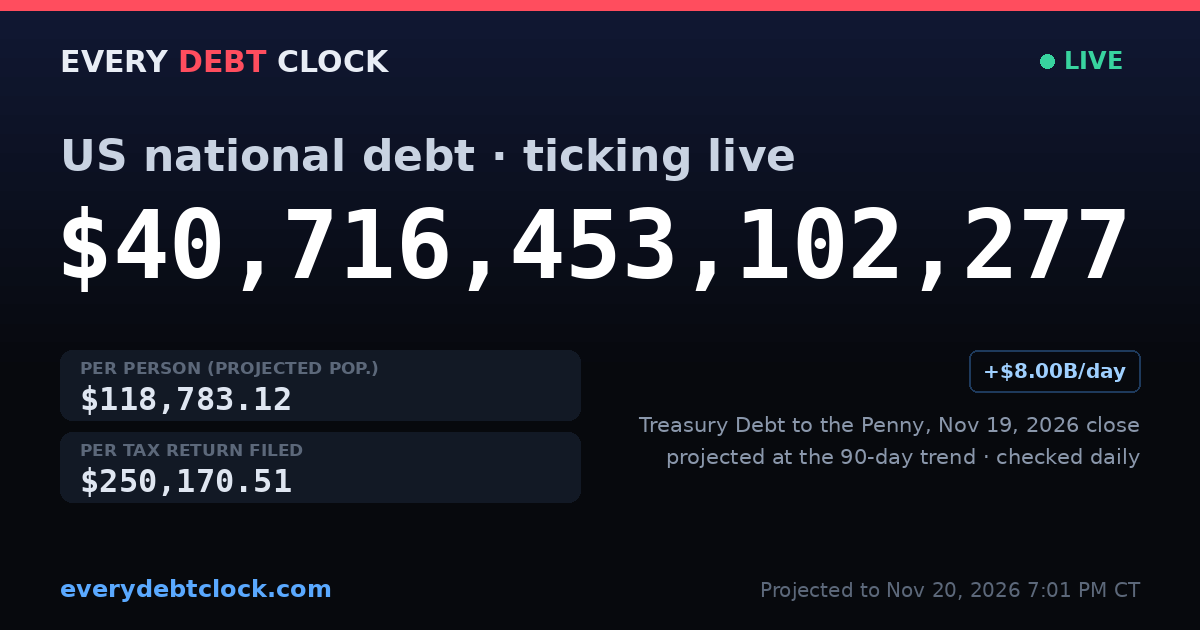 EVERY DEBT CLOCK
LIVE
US national debt · ticking live
$40,716,453,102,277
PER PERSON (PROJECTED POP.)
$118,783.12
PER TAX RETURN FILED
$250,170.51
+$8.00B/day
Treasury Debt to the Penny, Nov 19, 2026 close
projected at the 90-day trend · checked daily
everydebtclock.com
Projected to Nov 20, 2026 7:01 PM CT